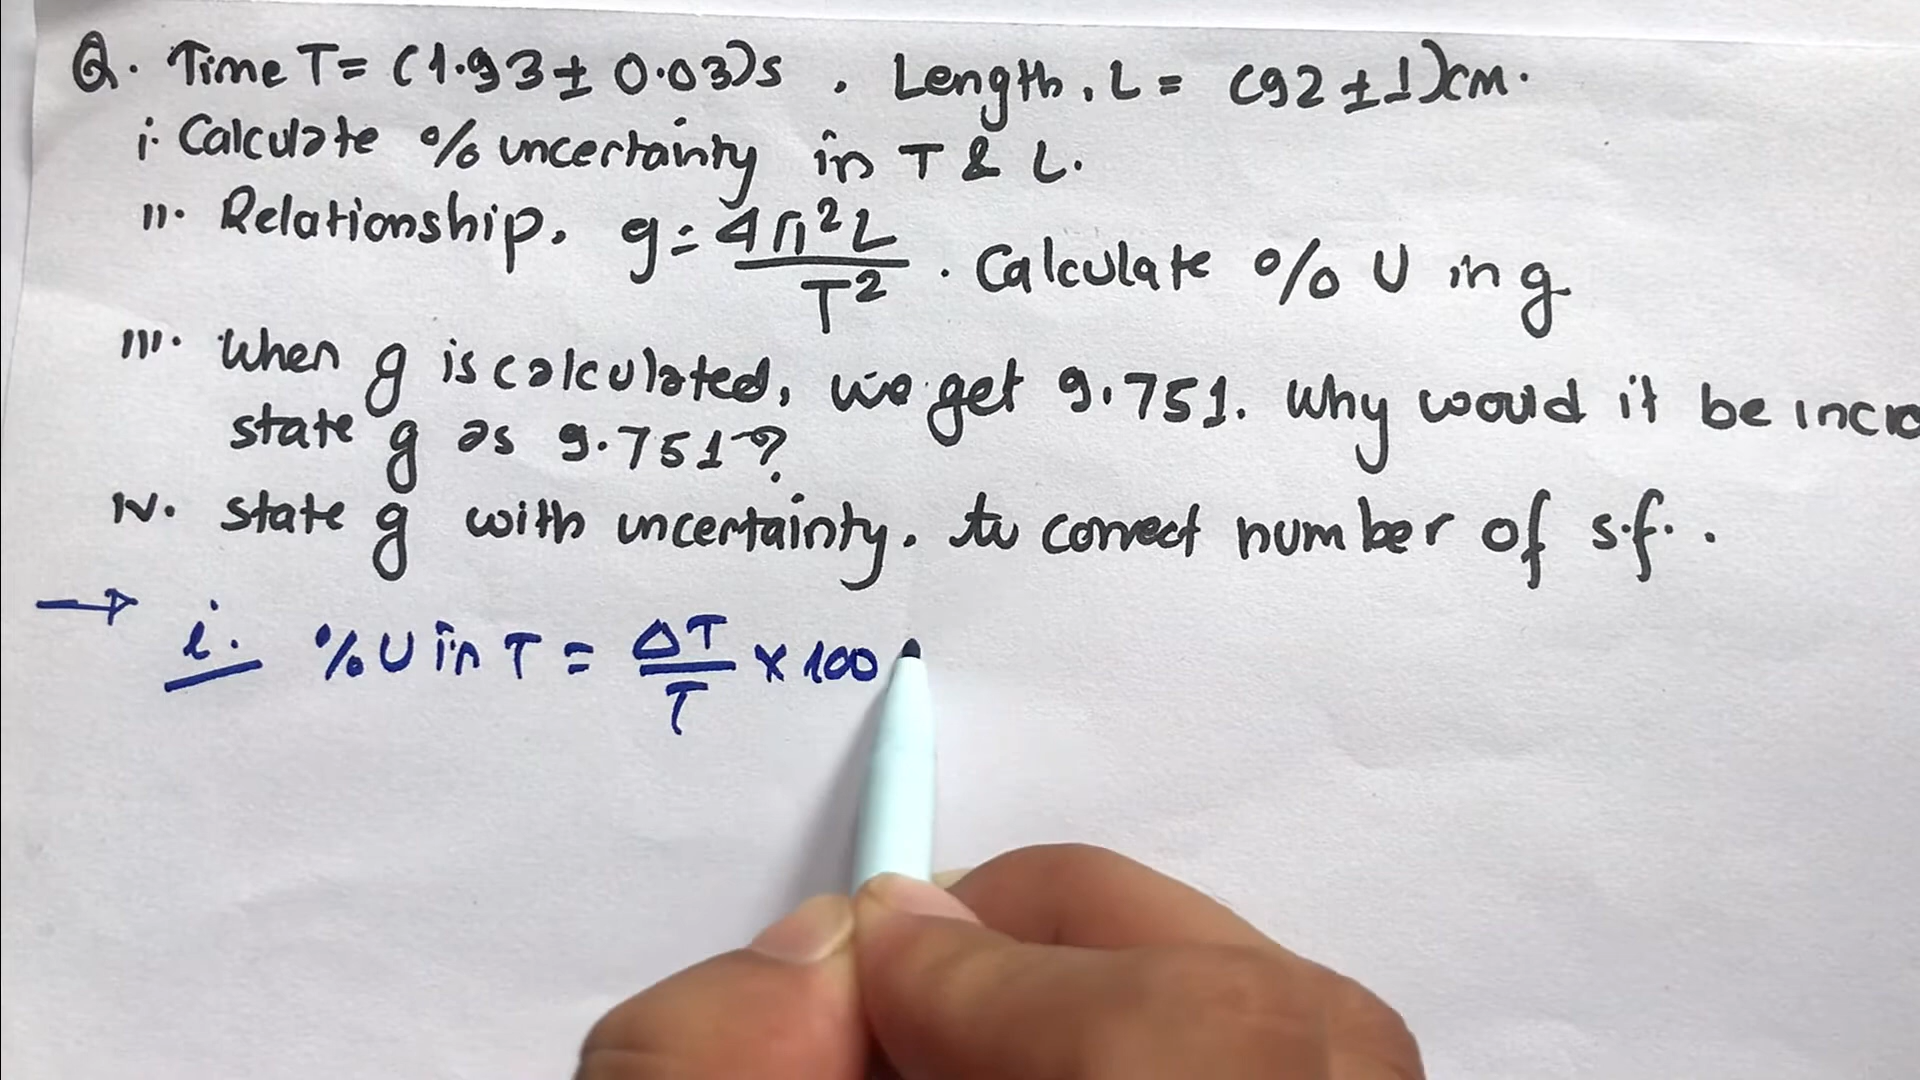 Q. Time T = (1.93 ± 0.03)s , Length, L = (92 ± 1)cm.
i. Calculate % uncertainty in T & L.
ii. Relationship, g = 4π²L / T² . Calculate % U in g
iii. When g is calculated, we get 9.751. Why would it be
state g as 9.751?
iv. state g with uncertainty. to correct number of s.f. .
→ i. % U in T = ΔT / T × 100